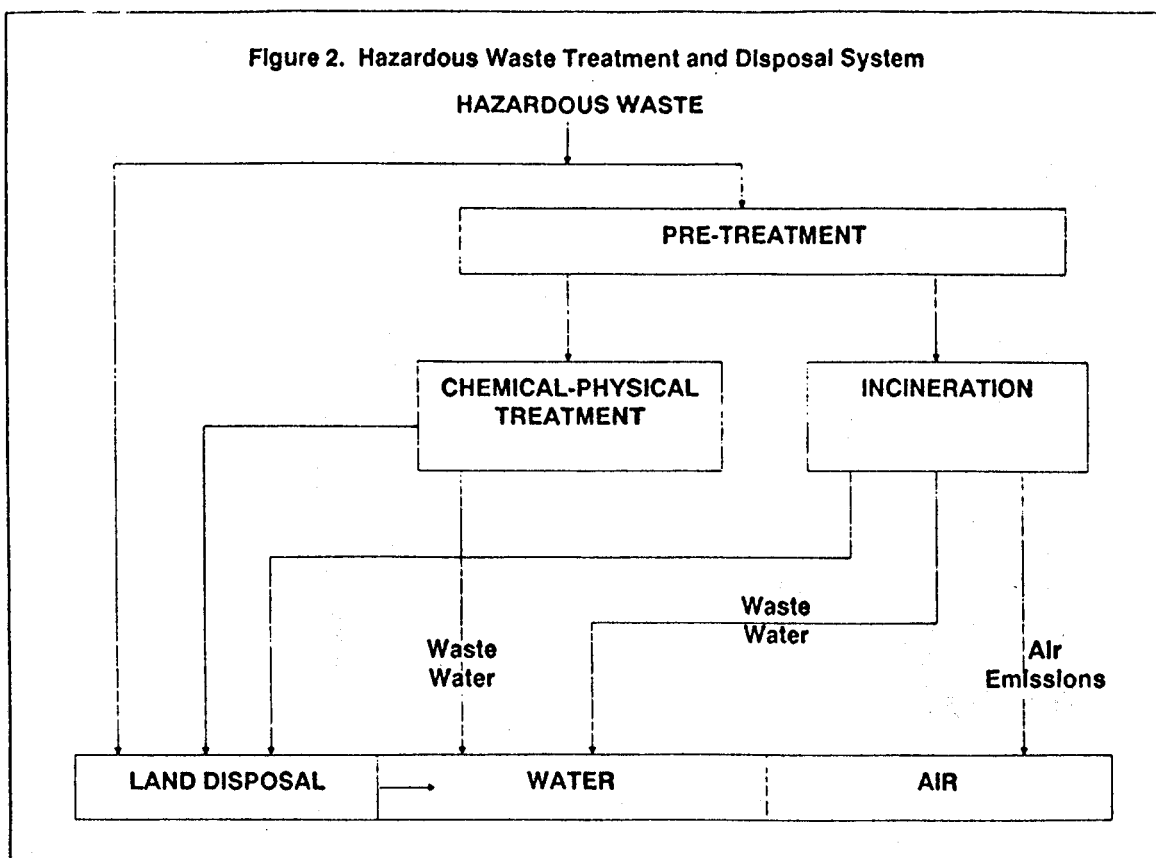 Figure 2. Hazardous Waste Treatment and Disposal System
HAZARDOUS WASTE
PRE-TREATMENT
CHEMICAL-PHYSICAL
TREATMENT
INCINERATION
Waste
Water
Waste
Water
Air
Emissions
LAND DISPOSAL
WATER
AIR